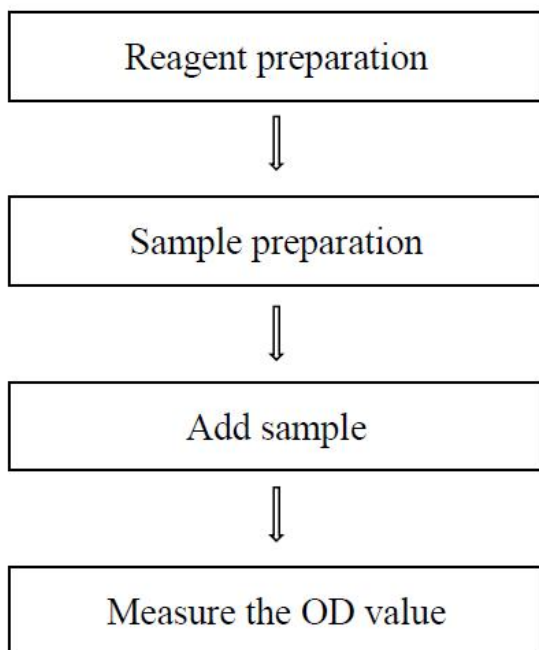 Reagent preparation
Sample preparation
Add sample
Measure the OD value